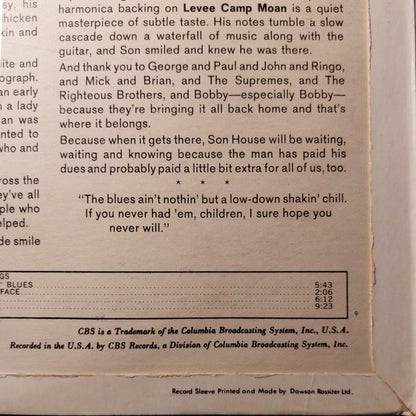 sy, his
chicken
kin and
lite and
ograph.
an early
n a lady
an was
anted to
who and
ross the
ey've all
ple who
elped.
de smile
harmonica backing on Levee Camp Moan is a quiet
masterpiece of subtle taste. His notes tumble a slow
cascade down a waterfall of music along with the
guitar, and Son smiled and knew he was there.
And thank you to George and Paul and John and Ringo,
and Mick and Brian, and The Supremes, and The
Righteous Brothers, and Bobby—especially Bobby—
because they're bringing it all back home and that's
where it belongs.
Because when it gets there, Son House will be waiting,
waiting and knowing because the man has paid his
dues and probably paid a little bit extra for all of us, too.
* * *
"The blues ain't nothin' but a low-down shakin' chill.
If you never had 'em, children, I sure hope you
never will."
GS
' BLUES 5:43
FACE 2:06
6:12
9:23
9
CBS is a Trademark of the Columbia Broadcasting System, Inc., U.S.A.
Recorded in the U.S.A. by CBS Records, a Division of Columbia Broadcasting System, Inc.
Record Sleeve Printed and Made by Dawson Rossiter Ltd.